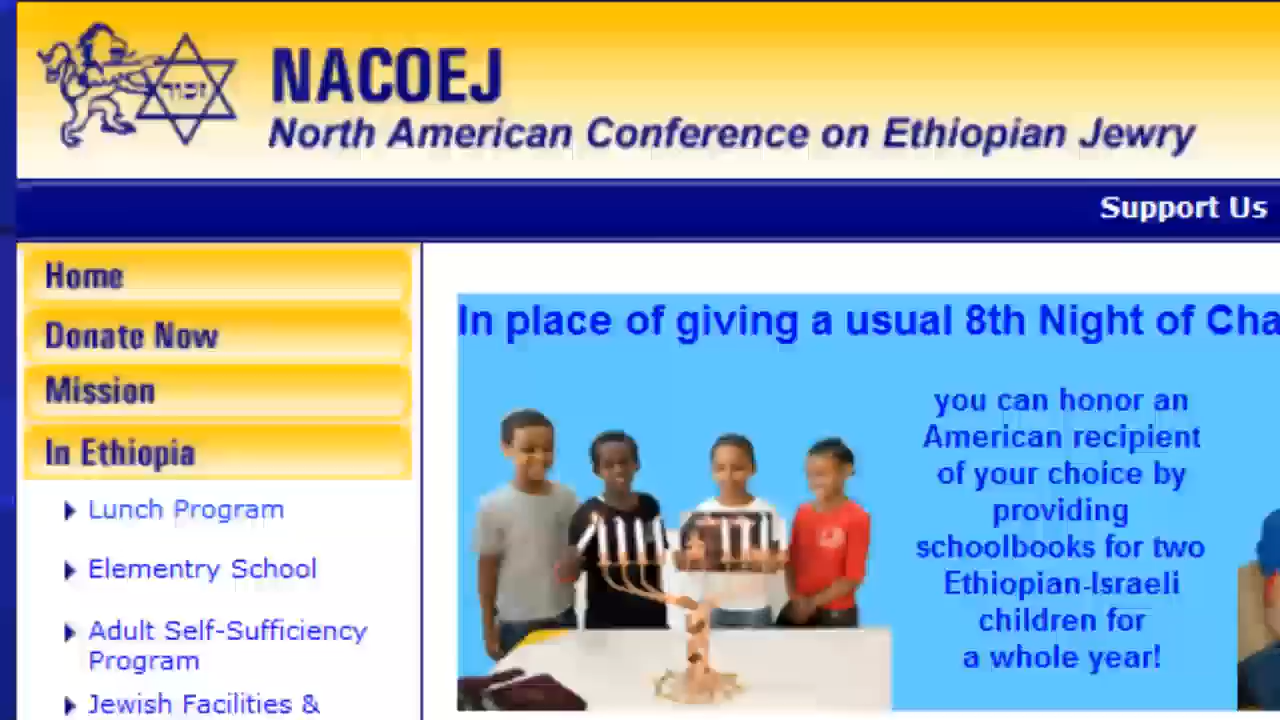 זכור
NACOEJ
North American Conference on Ethiopian Jewry
Support Us
Home
Donate Now
Mission
In Ethiopia
Lunch Program
Elementry School
Adult Self-Sufficiency
Program
Jewish Facilities &
In place of giving a usual 8th Night of Cha
you can honor an
American recipient
of your choice by
providing
schoolbooks for two
Ethiopian-Israeli
children for
a whole year!